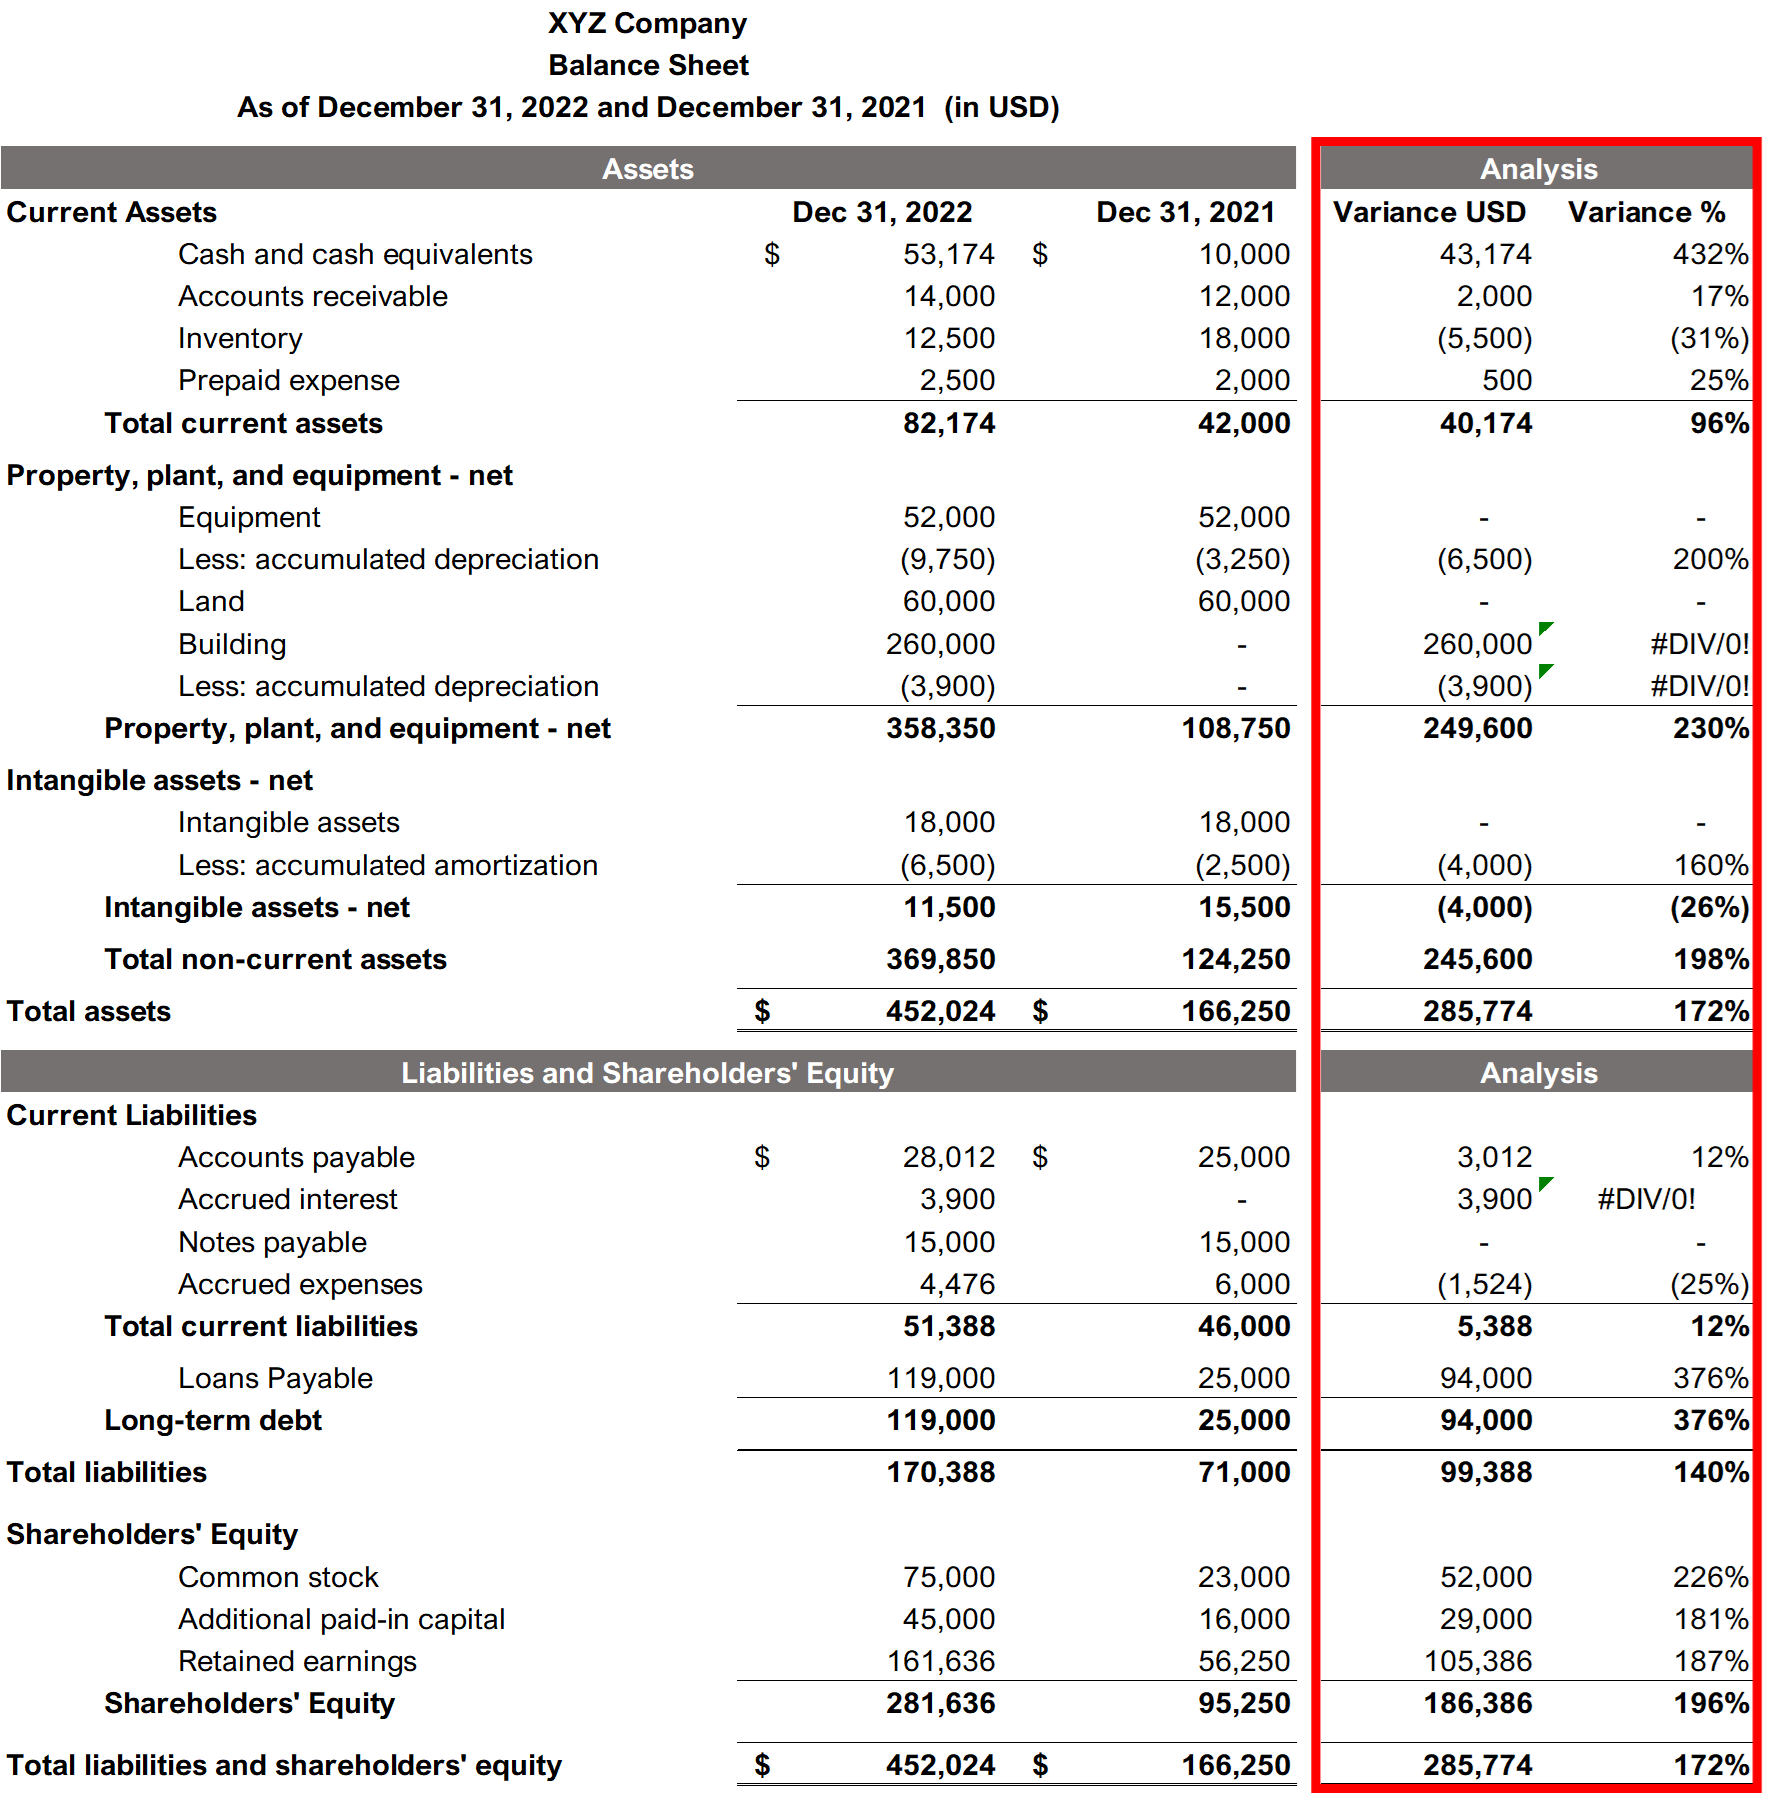 XYZ Company
Balance Sheet
As of December 31, 2022 and December 31, 2021 (in USD)
Assets Analysis
Current Assets Dec 31, 2022 Dec 31, 2021 Variance USD Variance %
Cash and cash equivalents $ 53,174 $ 10,000 43,174 432%
Accounts receivable 14,000 12,000 2,000 17%
Inventory 12,500 18,000 (5,500) (31%)
Prepaid expense 2,500 2,000 500 25%
Total current assets 82,174 42,000 40,174 96%
Property, plant, and equipment - net
Equipment 52,000 52,000 - -
Less: accumulated depreciation (9,750) (3,250) (6,500) 200%
Land 60,000 60,000 - -
Building 260,000 - 260,000 #DIV/0!
Less: accumulated depreciation (3,900) - (3,900) #DIV/0!
Property, plant, and equipment - net 358,350 108,750 249,600 230%
Intangible assets - net
Intangible assets 18,000 18,000 - -
Less: accumulated amortization (6,500) (2,500) (4,000) 160%
Intangible assets - net 11,500 15,500 (4,000) (26%)
Total non-current assets 369,850 124,250 245,600 198%
Total assets $ 452,024 $ 166,250 285,774 172%
Liabilities and Shareholders' Equity Analysis
Current Liabilities
Accounts payable $ 28,012 $ 25,000 3,012 12%
Accrued interest 3,900 - 3,900 #DIV/0!
Notes payable 15,000 15,000 - -
Accrued expenses 4,476 6,000 (1,524) (25%)
Total current liabilities 51,388 46,000 5,388 12%
Loans Payable 119,000 25,000 94,000 376%
Long-term debt 119,000 25,000 94,000 376%
Total liabilities 170,388 71,000 99,388 140%
Shareholders' Equity
Common stock 75,000 23,000 52,000 226%
Additional paid-in capital 45,000 16,000 29,000 181%
Retained earnings 161,636 56,250 105,386 187%
Shareholders' Equity 281,636 95,250 186,386 196%
Total liabilities and shareholders' equity $ 452,024 $ 166,250 285,774 172%